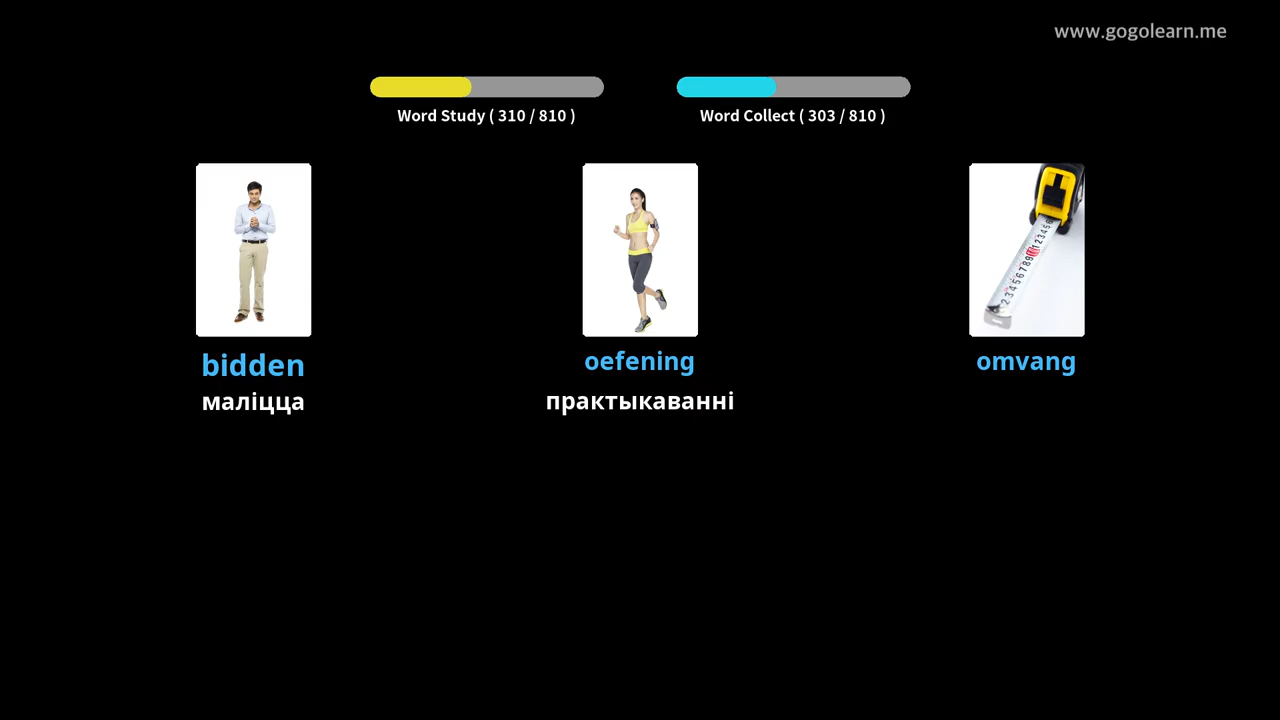 www.gogolearn.me
Word Study ( 310 / 810 )
Word Collect ( 303 / 810 )
bidden
маліцца
oefening
практыкаванні
omvang